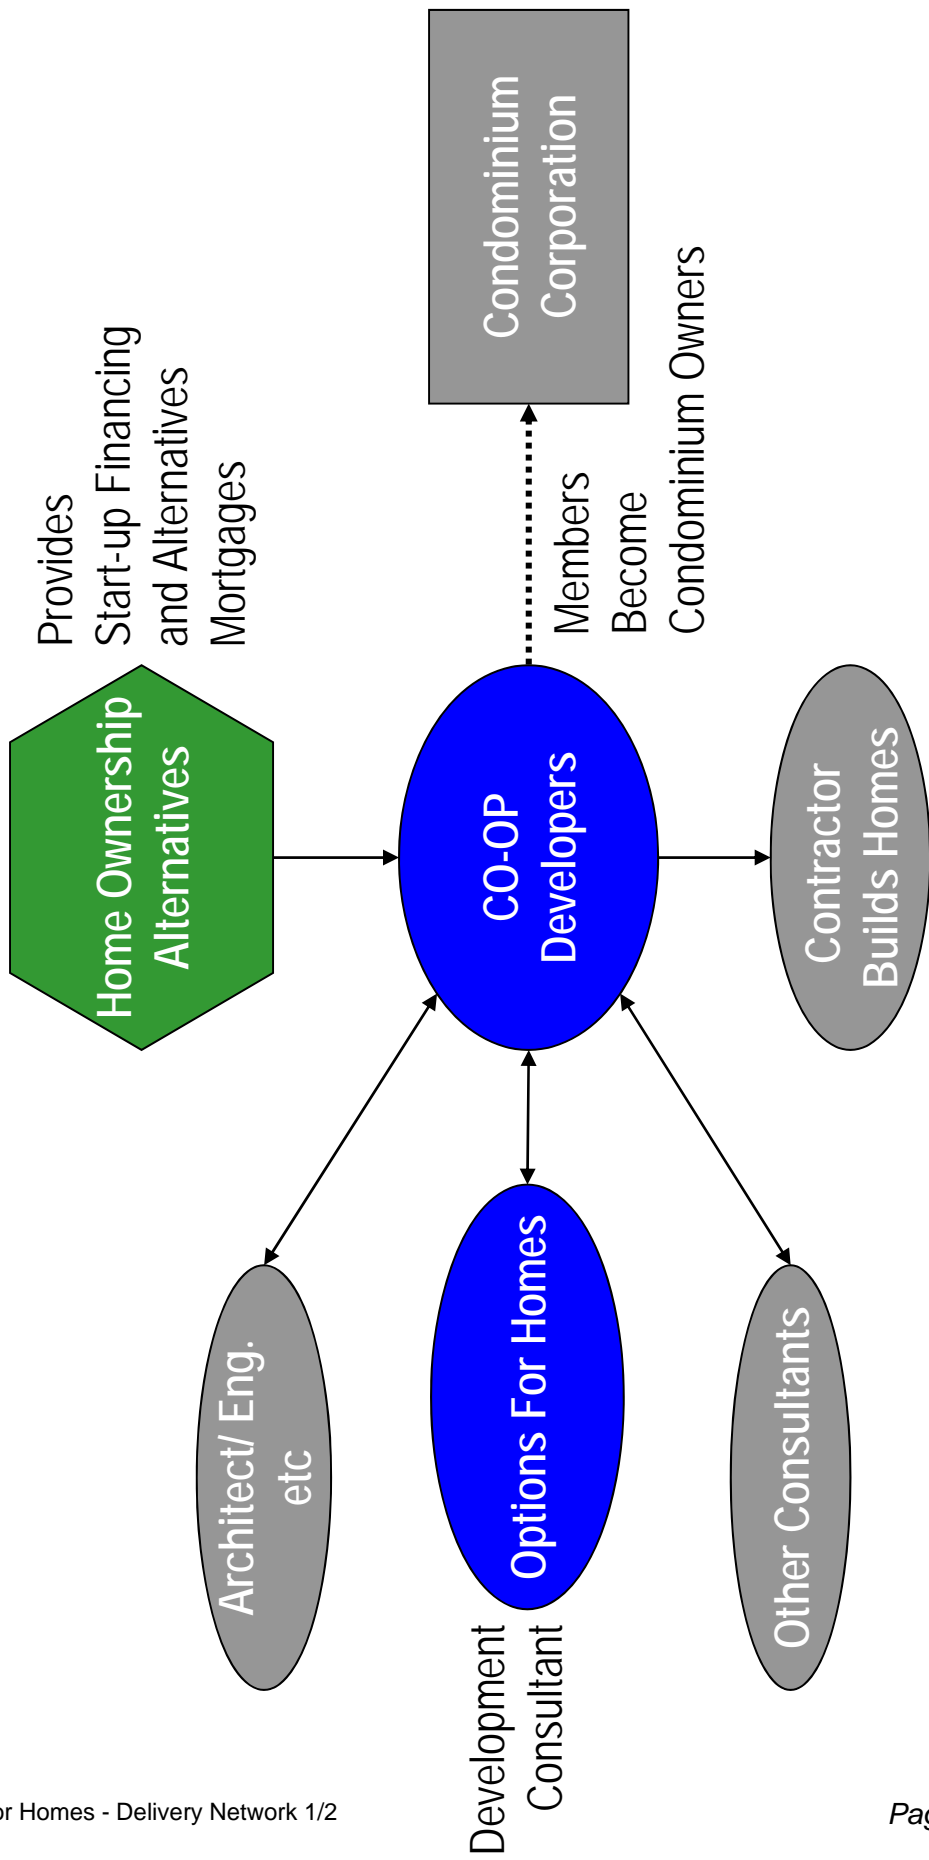 Provides
Start-up Financing
and Alternatives
Mortgages
Home Ownership
Alternatives
Architect/ Eng.
etc
Development
Consultant
Options For Homes
CO-OP
Developers
Members
Become
Condominium Owners
Condominium
Corporation
Other Consultants
Contractor
Builds Homes
or Homes - Delivery Network 1/2
Pag